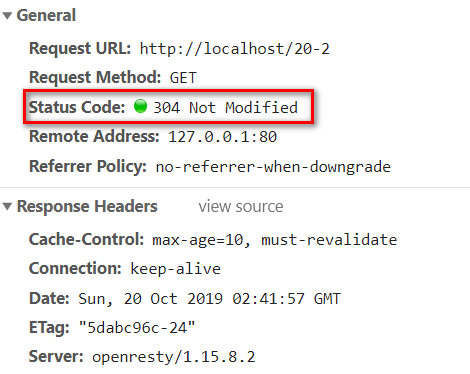 General
Request URL: http://localhost/20-2
Request Method: GET
Status Code: 304 Not Modified
Remote Address: 127.0.0.1:80
Referrer Policy: no-referrer-when-downgrade
Response Headers view source
Cache-Control: max-age=10, must-revalidate
Connection: keep-alive
Date: Sun, 20 Oct 2019 02:41:57 GMT
ETag: "5dabc96c-24"
Server: openresty/1.15.8.2